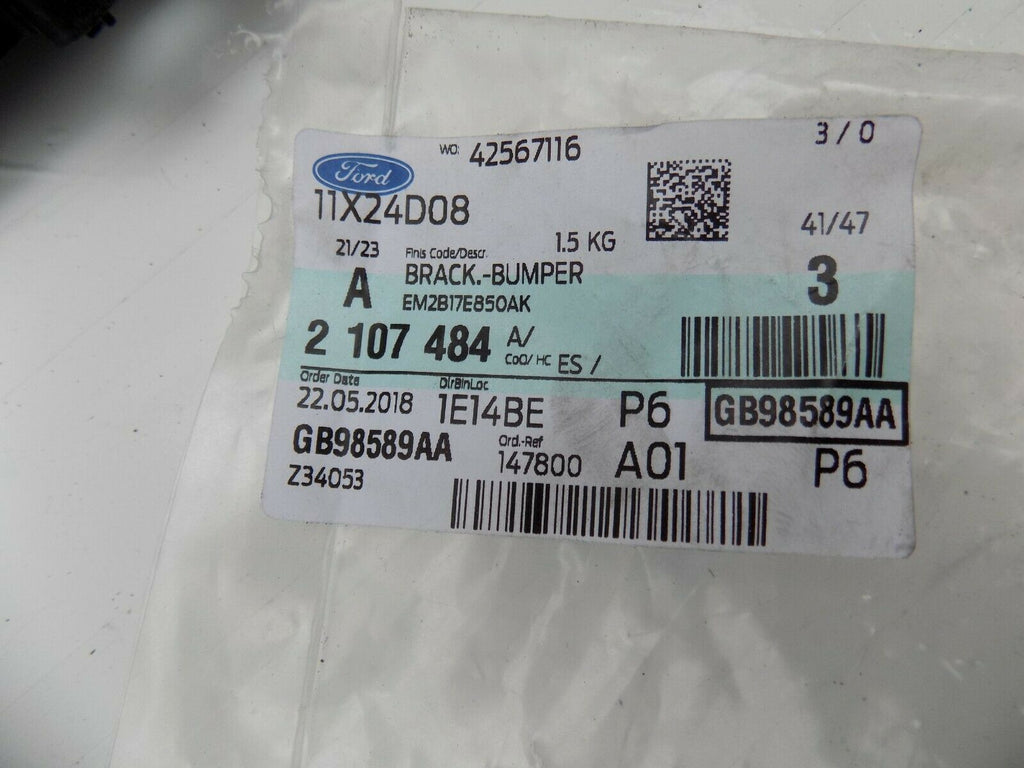 WO: 42567116
3 / 0
Ford
11X24D08
41/47
21/23 Finis Code/Descr. 1.5 KG
A BRACK.-BUMPER 3
EM2B17E850AK
2 107 484 A/ CoO/HC ES /
Order Date DlrBinLoc
22.05.2018 1E14BE P6 GB98589AA
GB98589AA Ord.-Ref
Z34053 147800 A01 P6